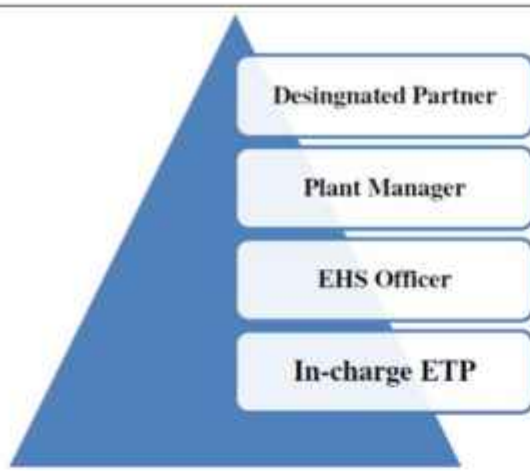 Desingnated Partner
Plant Manager
EHS Officer
In-charge ETP